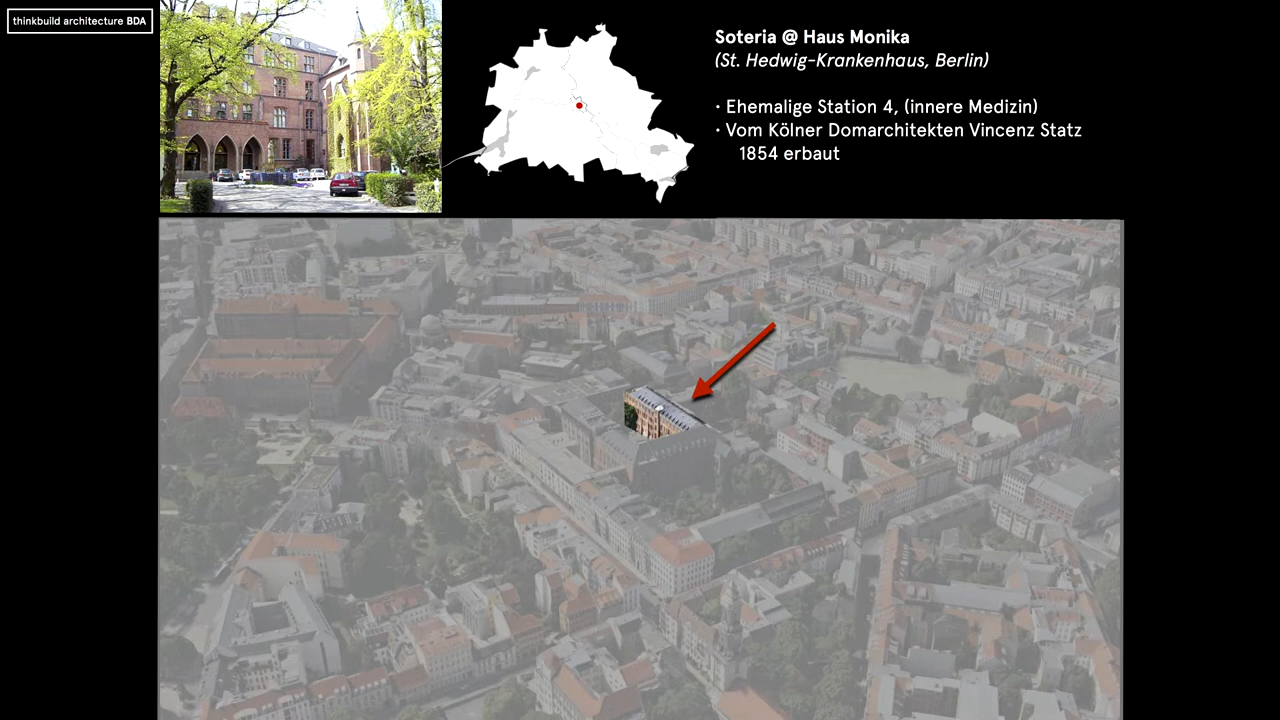 thinkbuild architecture BDA
Soteria @ Haus Monika
(St. Hedwig-Krankenhaus, Berlin)
· Ehemalige Station 4, (innere Medizin)
· Vom Kölner Domarchitekten Vincenz Statz
1854 erbaut